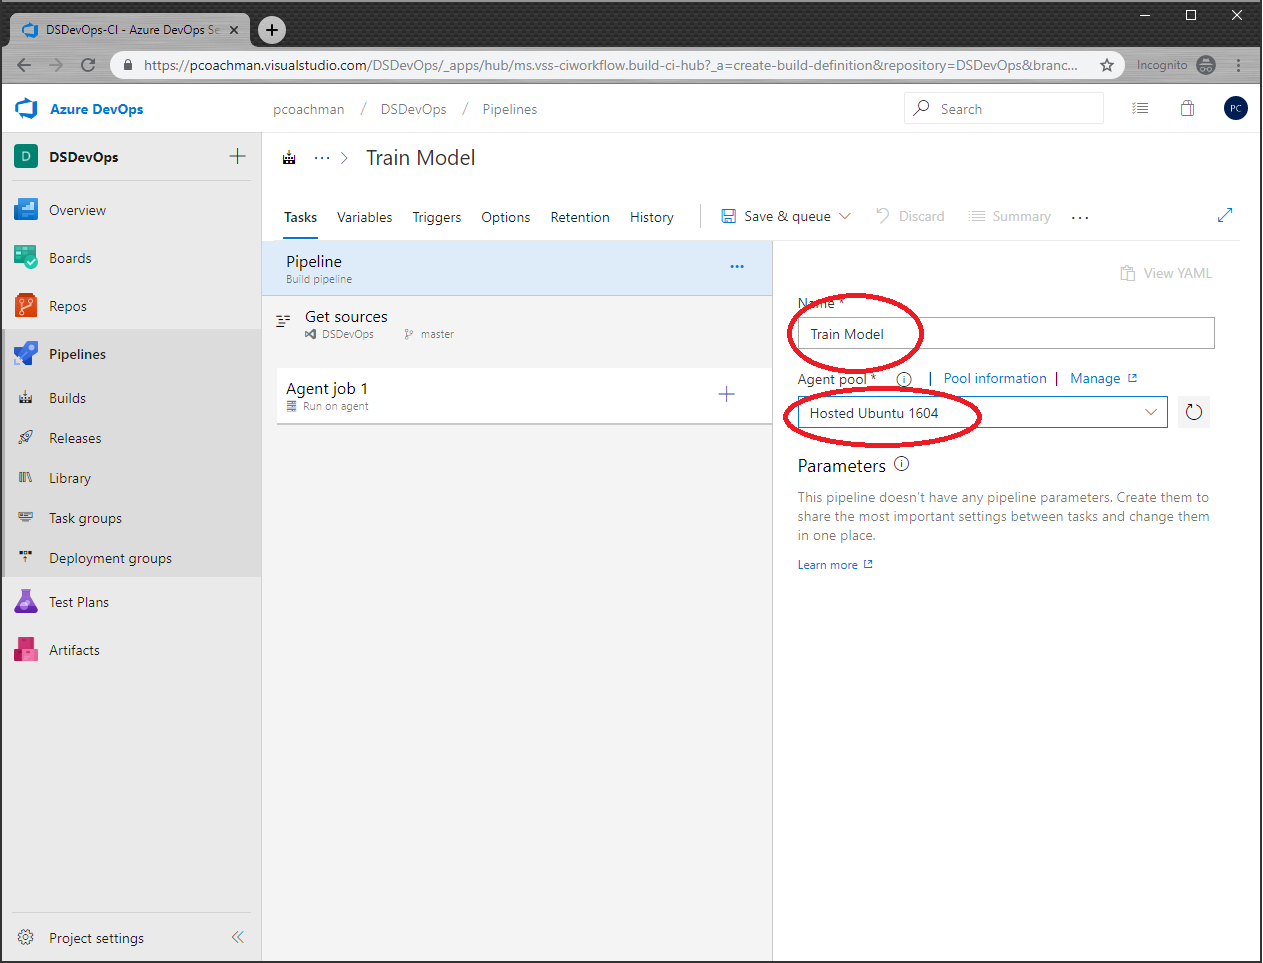 DSDevOps-CI - Azure DevOps Se
https://pcoachman.visualstudio.com/DSDevOps/_apps/hub/ms.vss-ciworkflow.build-ci-hub?_a=create-build-definition&repository=DSDevOps&branc...
Incognito
Azure DevOps
pcoachman / DSDevOps / Pipelines
Search
PC
D DSDevOps
Overview
Boards
Repos
Pipelines
Builds
Releases
Library
Task groups
Deployment groups
Test Plans
Artifacts
Project settings
... > Train Model
Tasks Variables Triggers Options Retention History
Save & queue Discard Summary ...
Pipeline
Build pipeline
Get sources
DSDevOps master
Agent job 1
Run on agent
View YAML
Name *
Train Model
Agent pool * | Pool information | Manage
Hosted Ubuntu 1604
Parameters
This pipeline doesn't have any pipeline parameters. Create them to
share the most important settings between tasks and change them
in one place.
Learn more